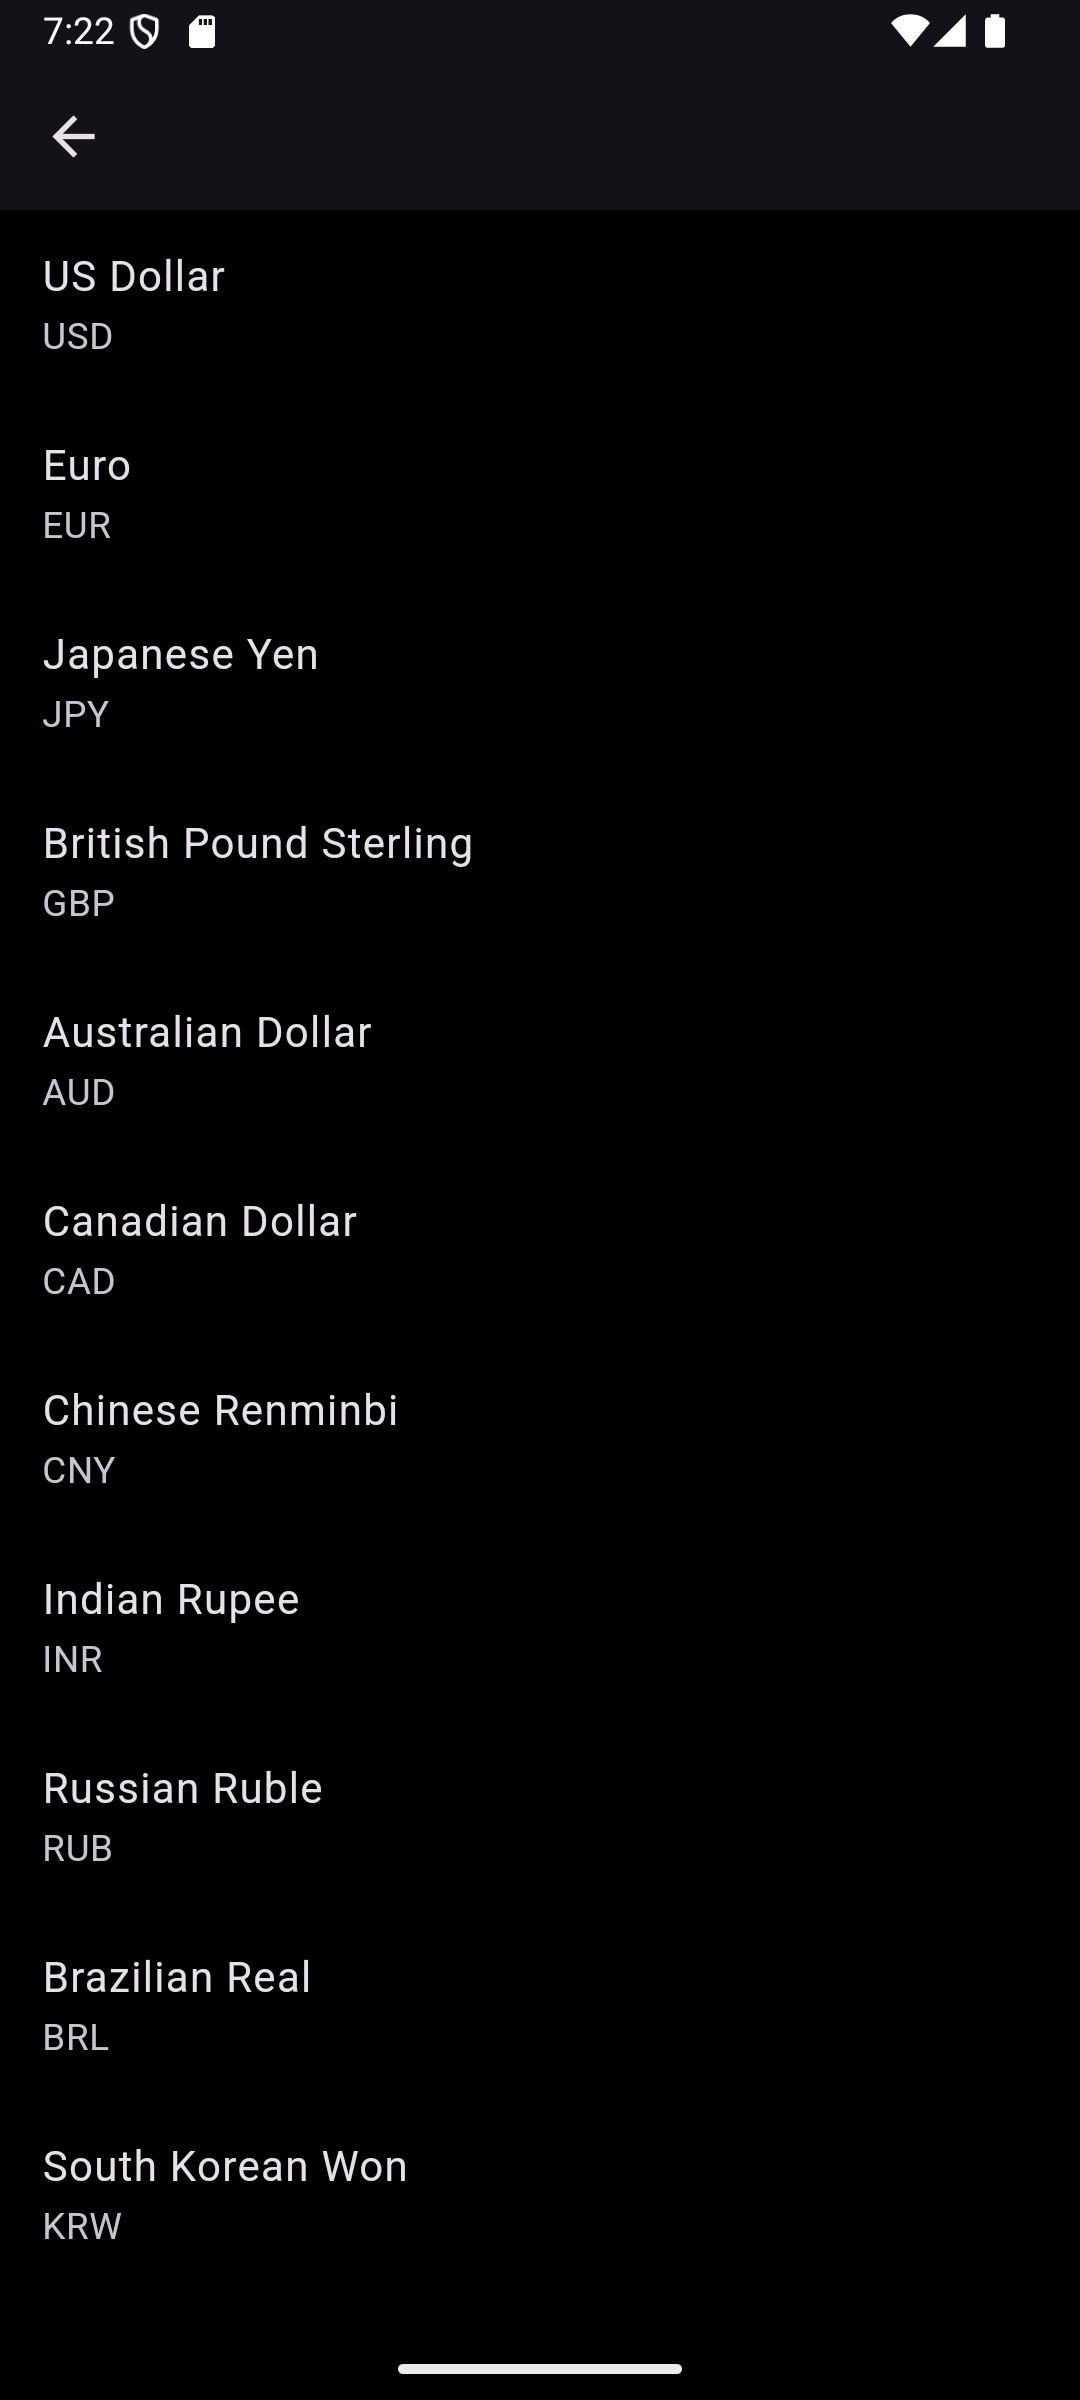 7:22
US Dollar
USD
Euro
EUR
Japanese Yen
JPY
British Pound Sterling
GBP
Australian Dollar
AUD
Canadian Dollar
CAD
Chinese Renminbi
CNY
Indian Rupee
INR
Russian Ruble
RUB
Brazilian Real
BRL
South Korean Won
KRW